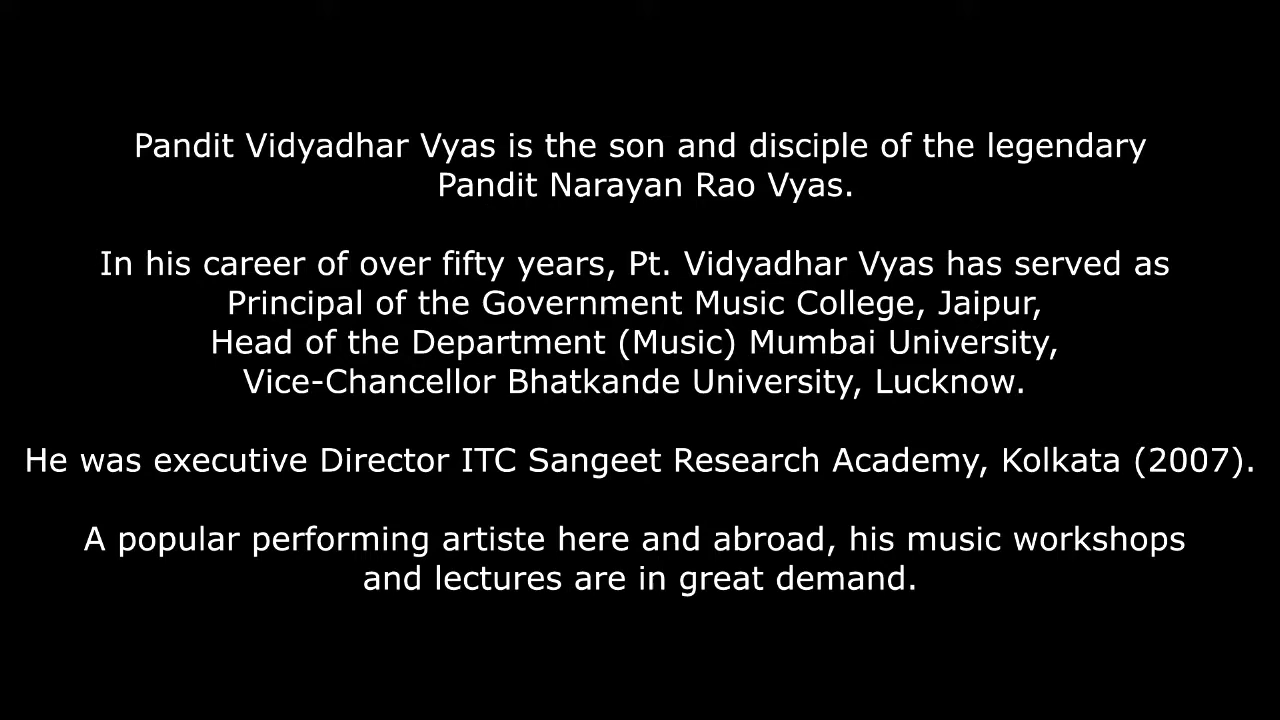 Pandit Vidyadhar Vyas is the son and disciple of the legendary
Pandit Narayan Rao Vyas.
In his career of over fifty years, Pt. Vidyadhar Vyas has served as
Principal of the Government Music College, Jaipur,
Head of the Department (Music) Mumbai University,
Vice-Chancellor Bhatkande University, Lucknow.
He was executive Director ITC Sangeet Research Academy, Kolkata (2007).
A popular performing artiste here and abroad, his music workshops
and lectures are in great demand.